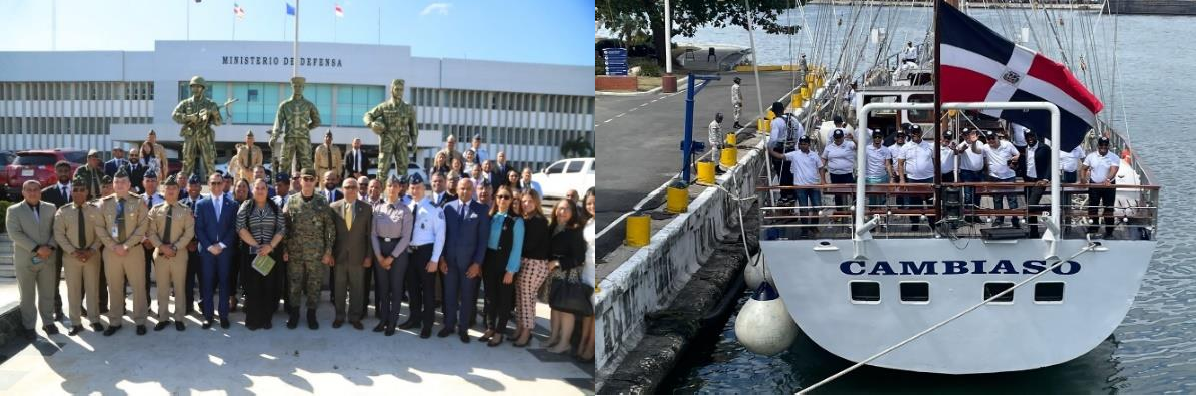 MINISTERIO DE DEFENSA
CAMBIASO